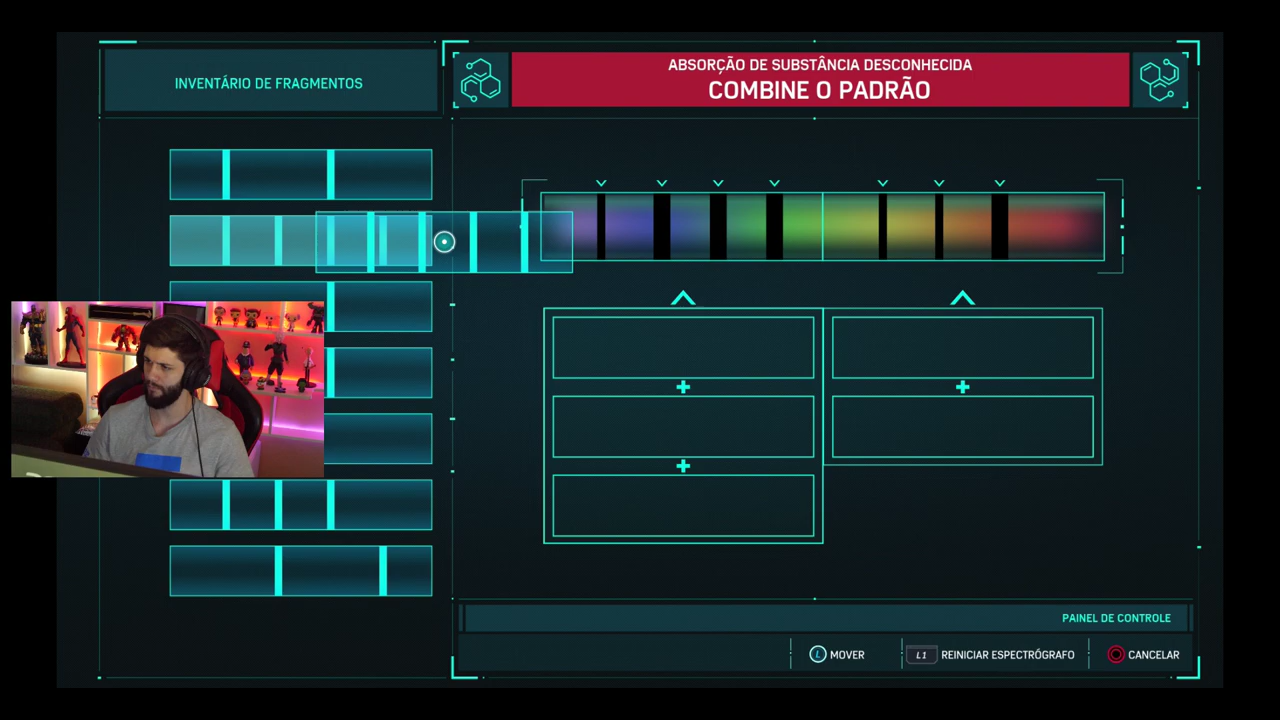 INVENTÁRIO DE FRAGMENTOS
ABSORÇÃO DE SUBSTÂNCIA DESCONHECIDA
COMBINE O PADRÃO
PAINEL DE CONTROLE
L MOVER
L1 REINICIAR ESPECTRÓGRAFO
CANCELAR